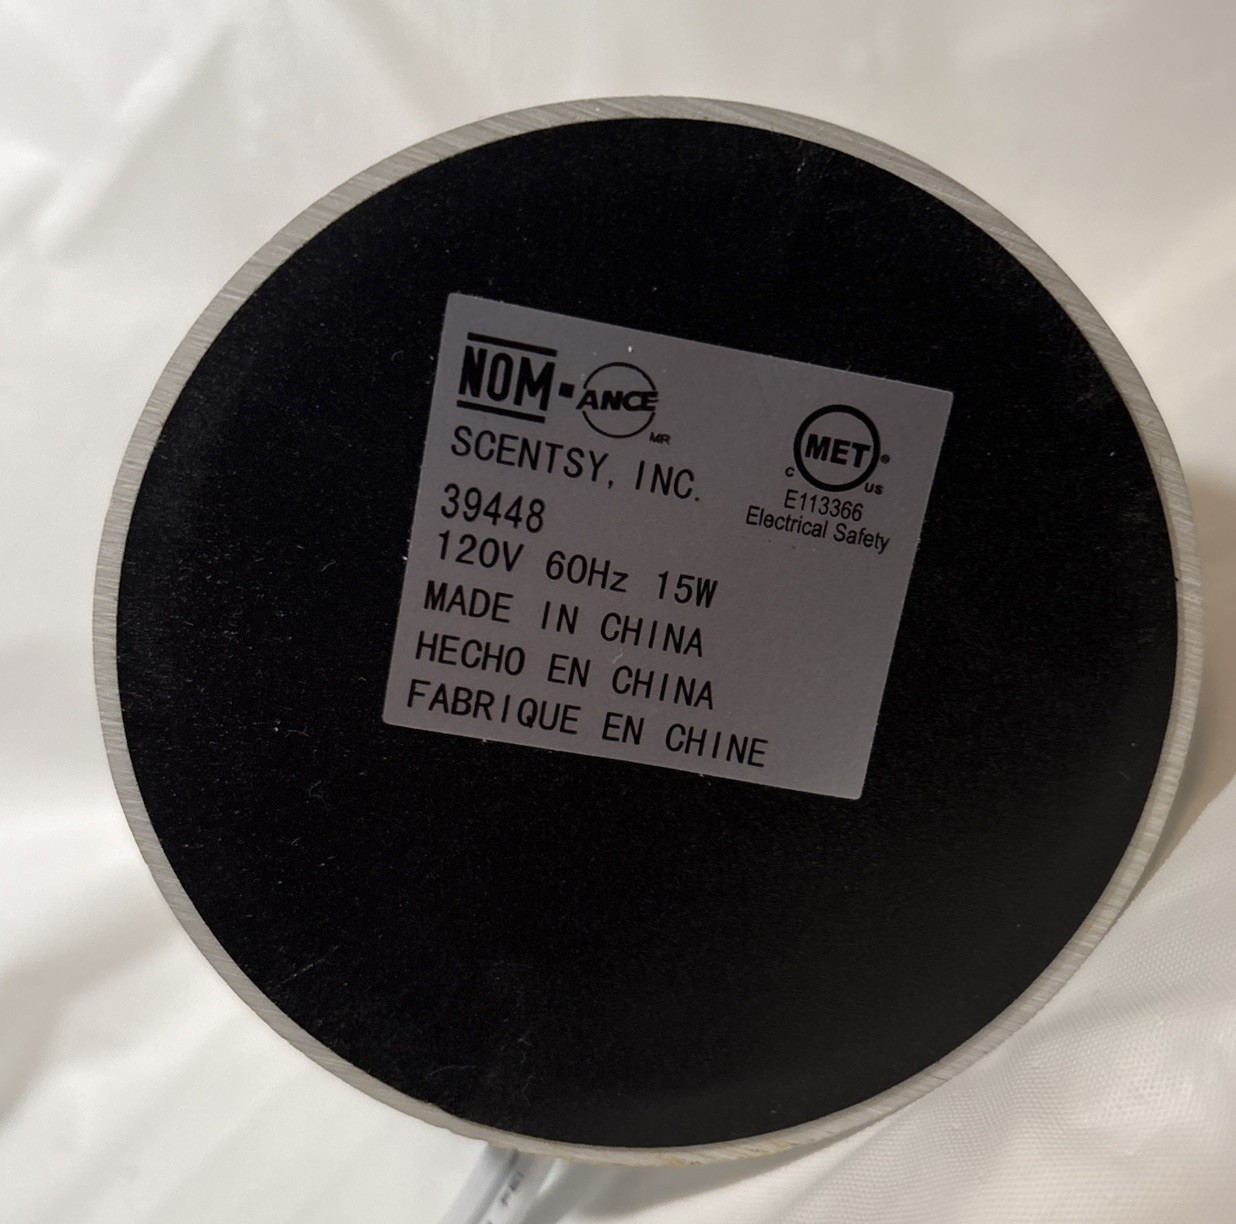 NOM-ANCE MR
SCENTSY, INC.
39448
120V 60Hz 15W
MADE IN CHINA
HECHO EN CHINA
FABRIQUE EN CHINE
MET®
c us
E113366
Electrical Safety